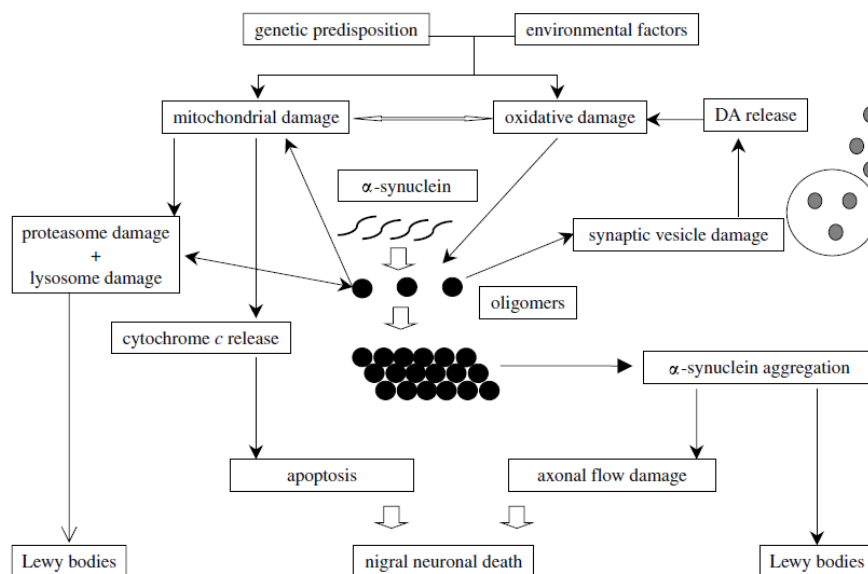 genetic predisposition
environmental factors
mitochondrial damage
oxidative damage
DA release
α-synuclein
proteasome damage
+
lysosome damage
synaptic vesicle damage
oligomers
cytochrome c release
α-synuclein aggregation
apoptosis
axonal flow damage
Lewy bodies
nigral neuronal death
Lewy bodies